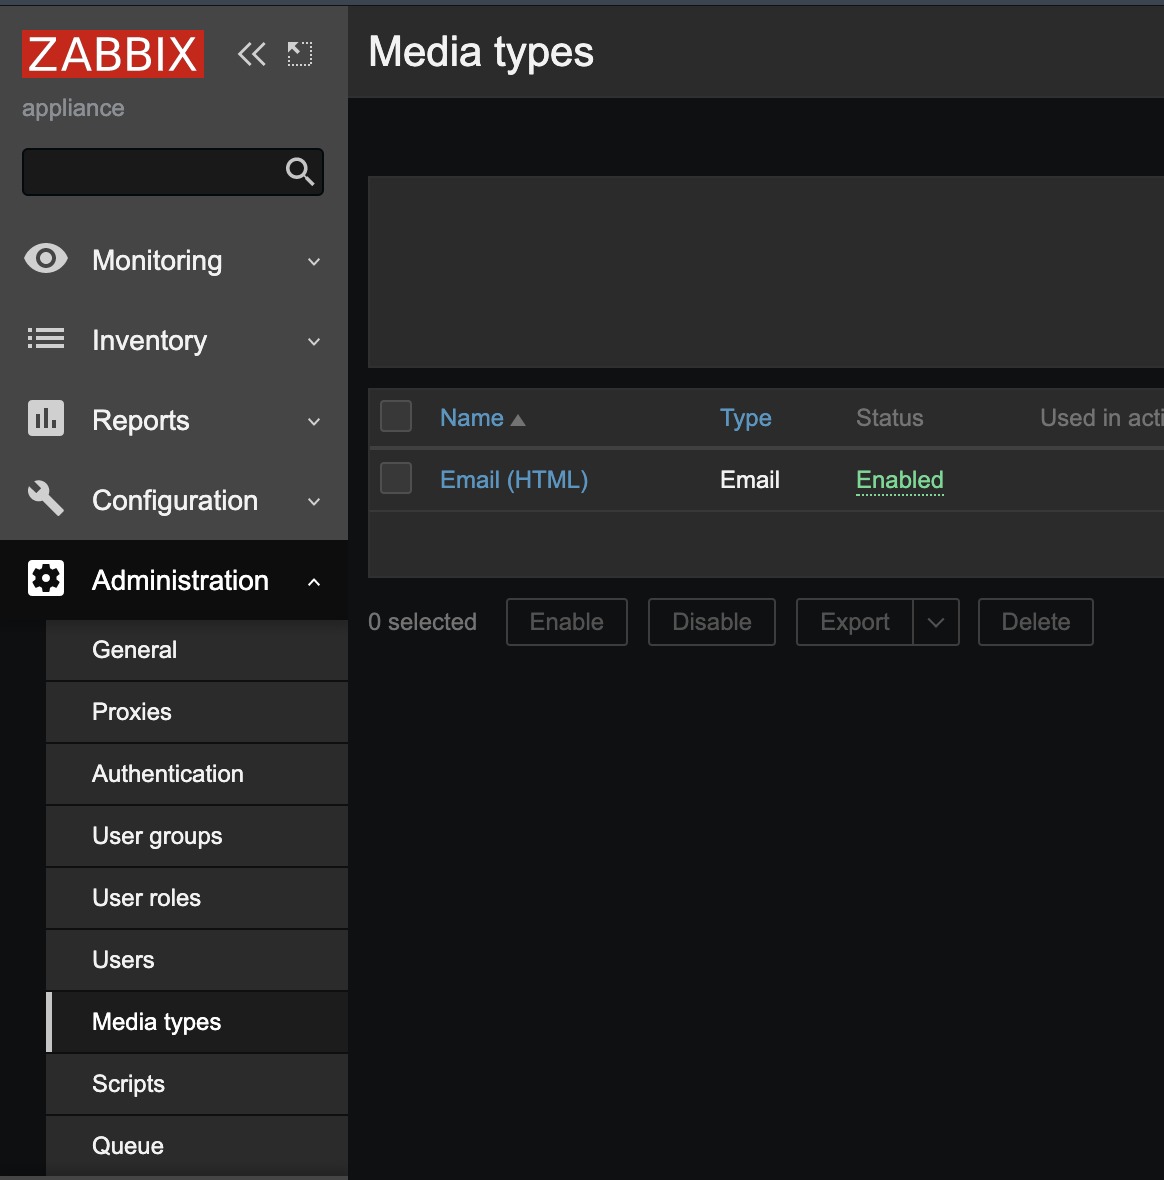 ZABBIX
appliance
Monitoring
Inventory
Reports
Configuration
Administration
General
Proxies
Authentication
User groups
User roles
Users
Media types
Scripts
Queue
Media types
Name Type Status Used in acti
Email (HTML) Email Enabled
0 selected Enable Disable Export Delete